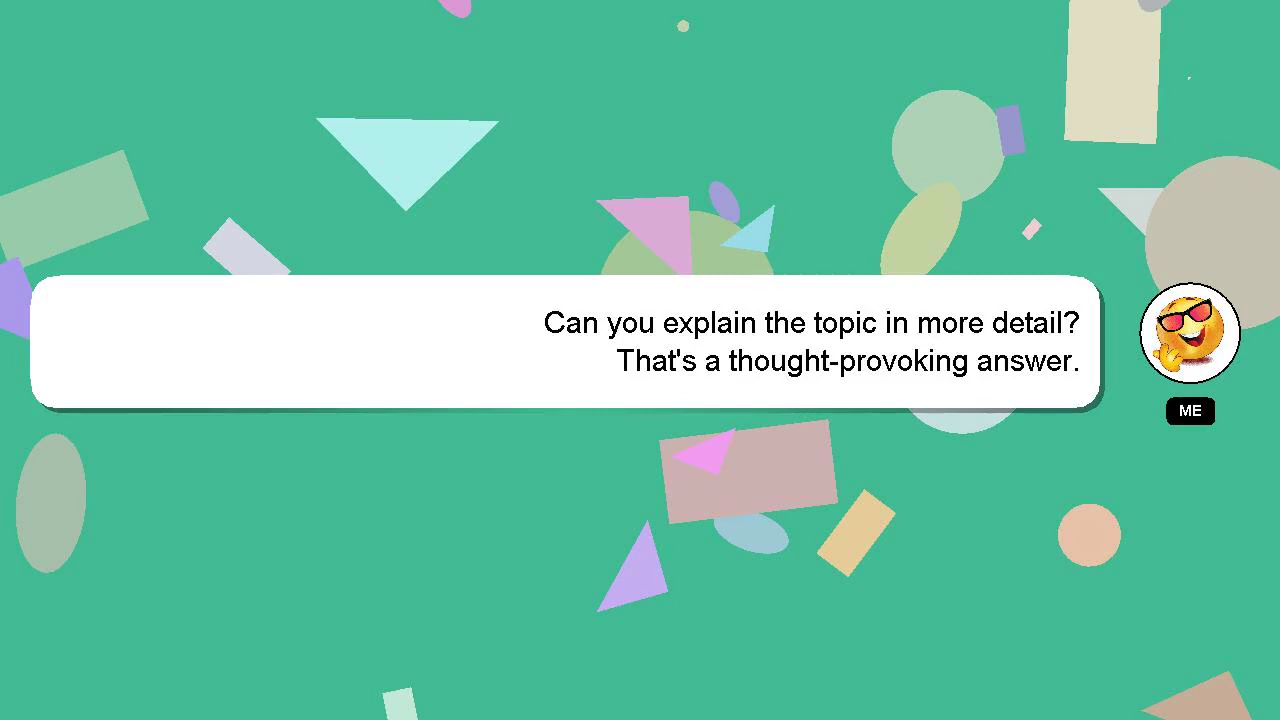 Can you explain the topic in more detail?
That's a thought-provoking answer.
ME